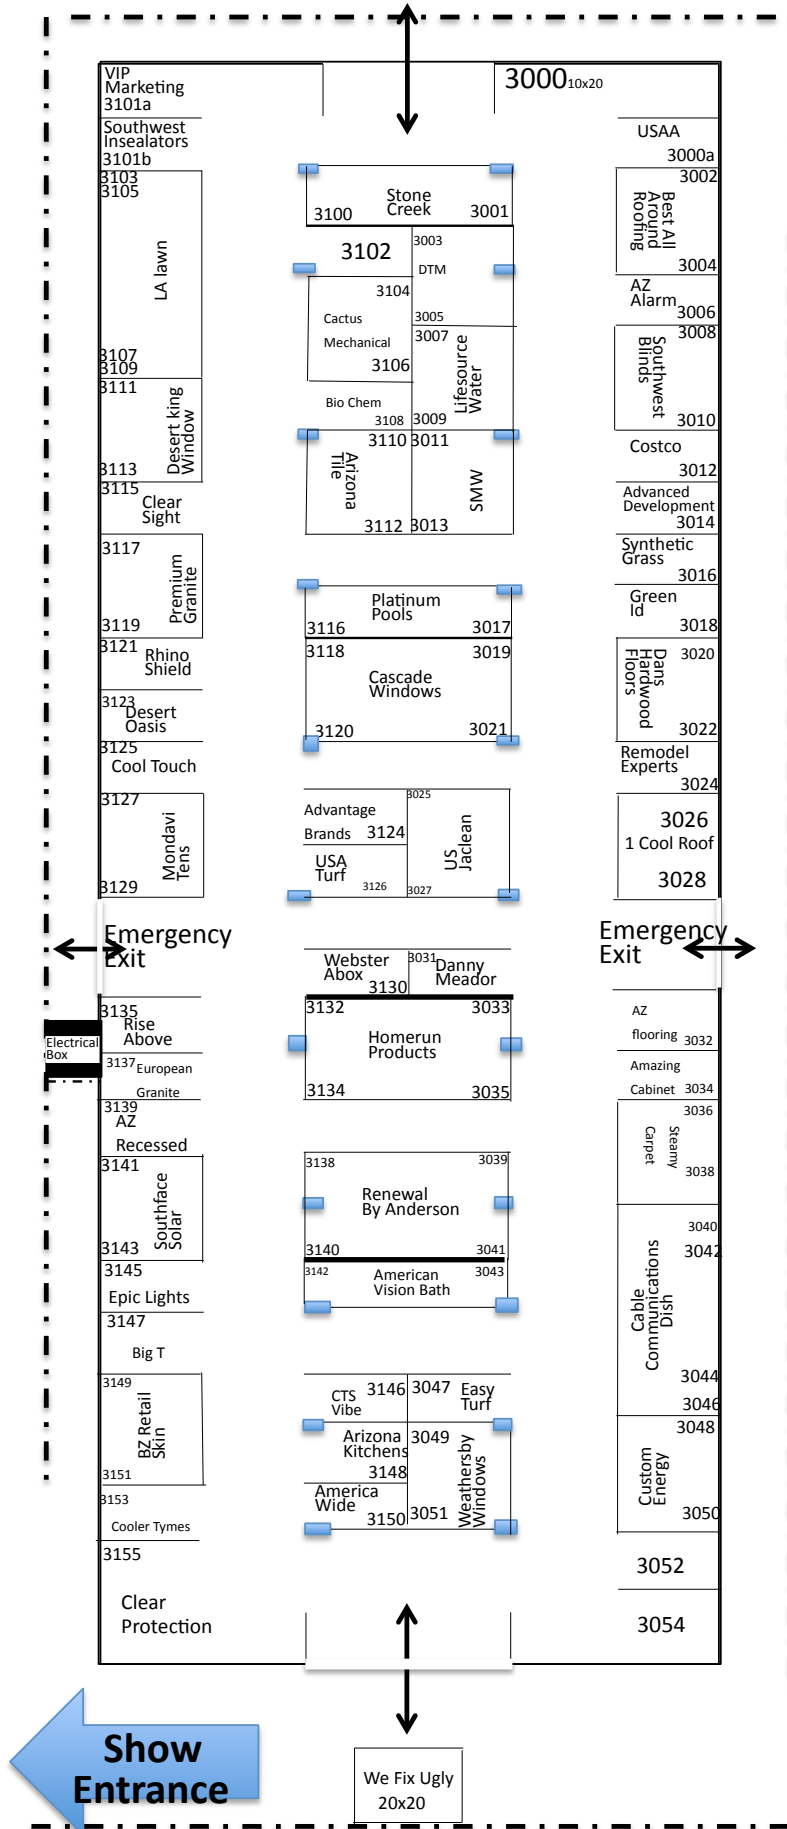 VIP
Marketing
3101a
Southwest
Insealators
3101b
3103
3105
LA lawn
3107
3109
3111
Desert king
Window
3113
3115
Clear
Sight
3117
Premium
Granite
3119
3121
Rhino
Shield
3123
Desert
Oasis
3125
Cool Touch
3127
Mondavi
Tens
3129
Emergency
Exit
3135
Rise
Above
Electrical
Box
3137 European
Granite
3139
AZ
Recessed
3141
Southface
Solar
3143
3145
Epic Lights
3147
Big T
3149
BZ Retail
Skin
3151
3153
Cooler Tymes
3155
Clear
Protection
Stone
Creek
3100 3001
3102
3003
DTM
3005
3104
Cactus
Mechanical
3106
3007
Lifesource
Water
3009
Bio Chem
3108
3110
Arizona
Tile
3112
3011
SMW
3013
Platinum
Pools
3116 3017
3118 3019
Cascade
Windows
3120 3021
Advantage
Brands 3124
3025
US
Jaclean
3027
USA
Turf
3126
Webster
Abox
3130
3031
Danny
Meador
3132 3033
Homerun
Products
3134 3035
3138 3039
Renewal
By Anderson
3140 3041
3142 3043
American
Vision Bath
3146
CTS
Vibe
3047 Easy
Turf
Arizona
Kitchens
3148
3049
Weathersby
Windows
3051
America
Wide
3150
3000 10x20
USAA
3000a
3002
Best All
Around
Roofing
3004
AZ
Alarm
3006
3008
Southwest
Blinds
3010
Costco
3012
Advanced
Development
3014
Synthetic
Grass
3016
Green
Id
3018
3020
Dans
Hardwood
Floors
3022
Remodel
Experts
3024
3026
1 Cool Roof
3028
Emergency
Exit
AZ
flooring 3032
Amazing
Cabinet 3034
3036
Steamy
Carpet
3038
3040
3042
Cable
Communications
Dish
3044
3046
3048
Custom
Energy
3050
3052
3054
Show
Entrance
We Fix Ugly
20x20